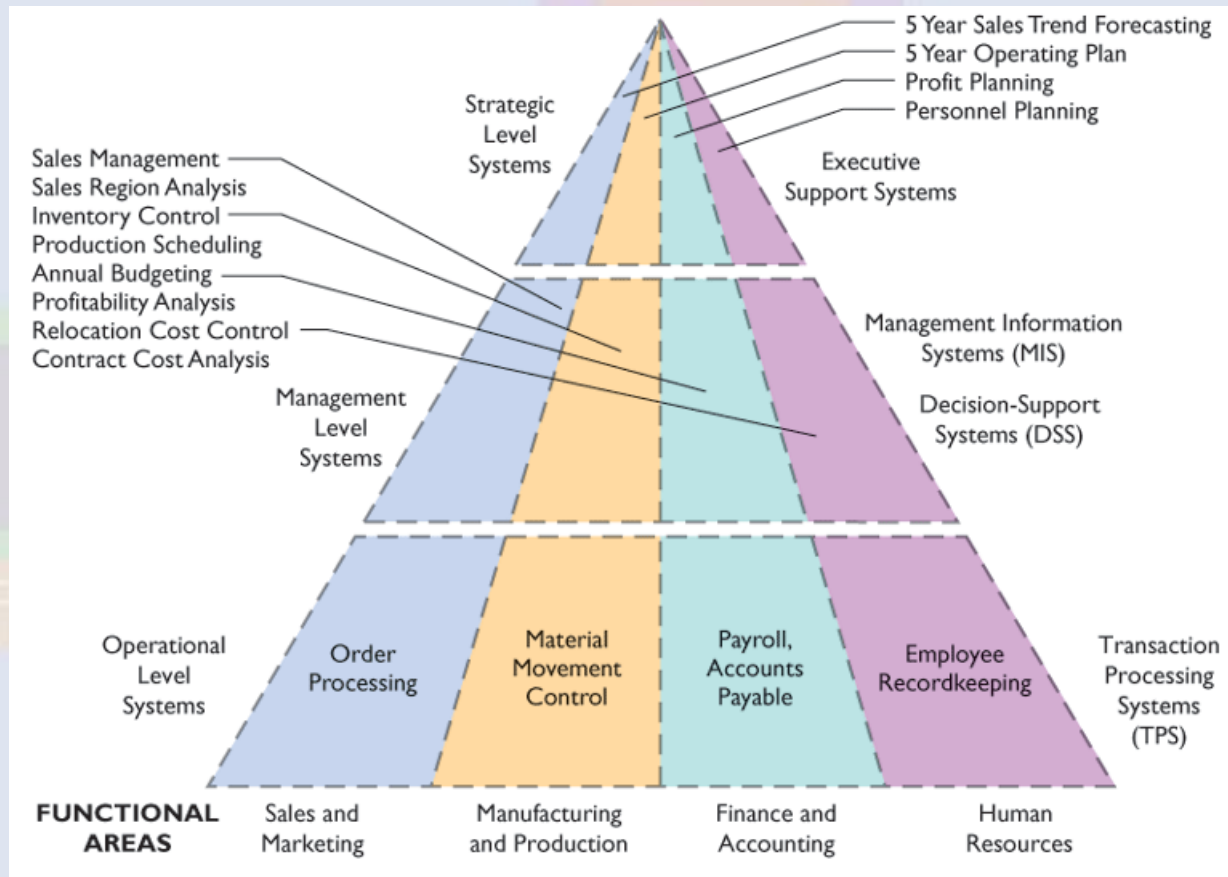 5 Year Sales Trend Forecasting
5 Year Operating Plan
Profit Planning
Personnel Planning
Strategic
Level
Systems
Executive
Support Systems
Sales Management
Sales Region Analysis
Inventory Control
Production Scheduling
Annual Budgeting
Profitability Analysis
Relocation Cost Control
Contract Cost Analysis
Management
Level
Systems
Management Information
Systems (MIS)
Decision-Support
Systems (DSS)
Operational
Level
Systems
Order
Processing
Material
Movement
Control
Payroll,
Accounts
Payable
Employee
Recordkeeping
Transaction
Processing
Systems
(TPS)
FUNCTIONAL
AREAS
Sales and
Marketing
Manufacturing
and Production
Finance and
Accounting
Human
Resources